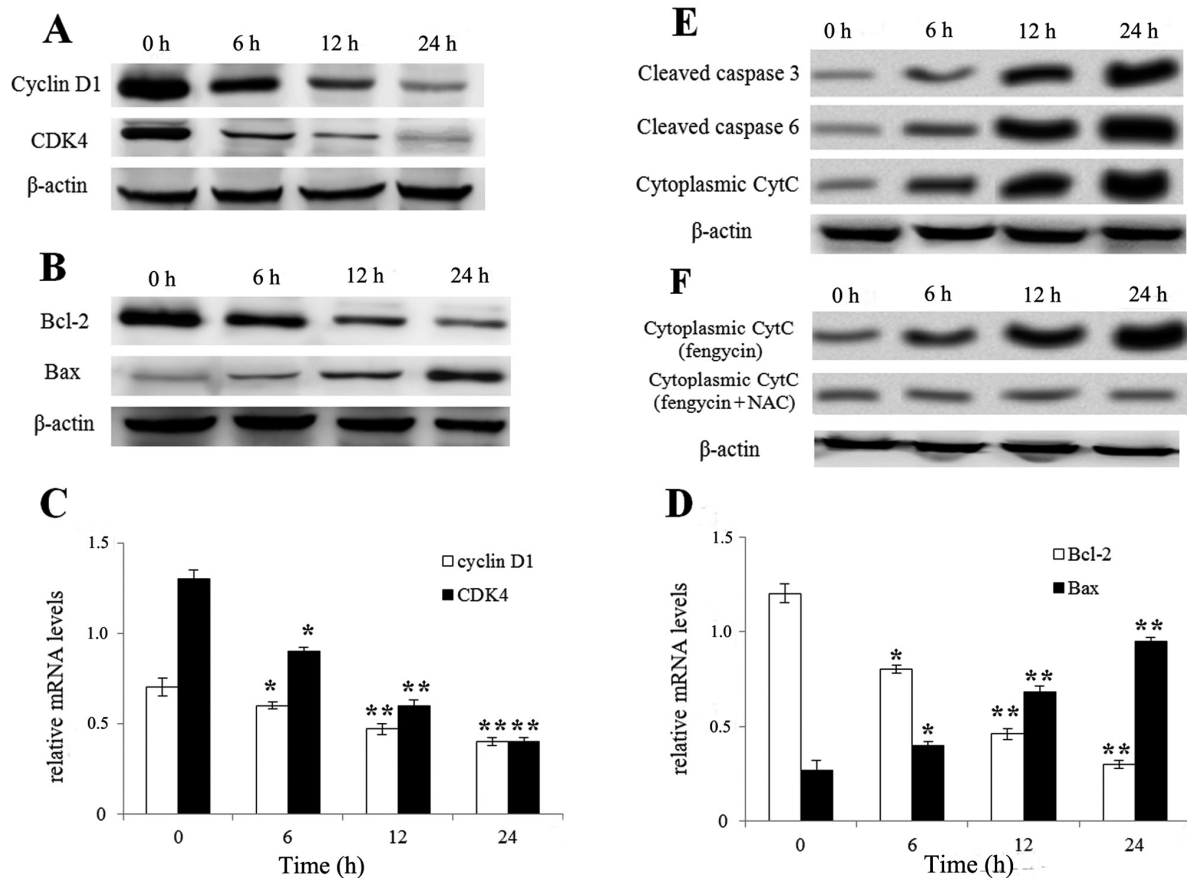 A
0 h 6 h 12 h 24 h
Cyclin D1
CDK4
β-actin
B
0 h 6 h 12 h 24 h
Bcl-2
Bax
β-actin
C
1.5
1.0
0.5
0
relative mRNA levels
cyclin D1
CDK4
* *
** **
** **
0 6 12 24
Time (h)
E
0 h 6 h 12 h 24 h
Cleaved caspase 3
Cleaved caspase 6
Cytoplasmic CytC
β-actin
F
0 h 6 h 12 h 24 h
Cytoplasmic CytC
(fengycin)
Cytoplasmic CytC
(fengycin+NAC)
β-actin
D
1.5
1.0
0.5
0
relative mRNA levels
Bcl-2
Bax
* *
** **
** **
0 6 12 24
Time (h)